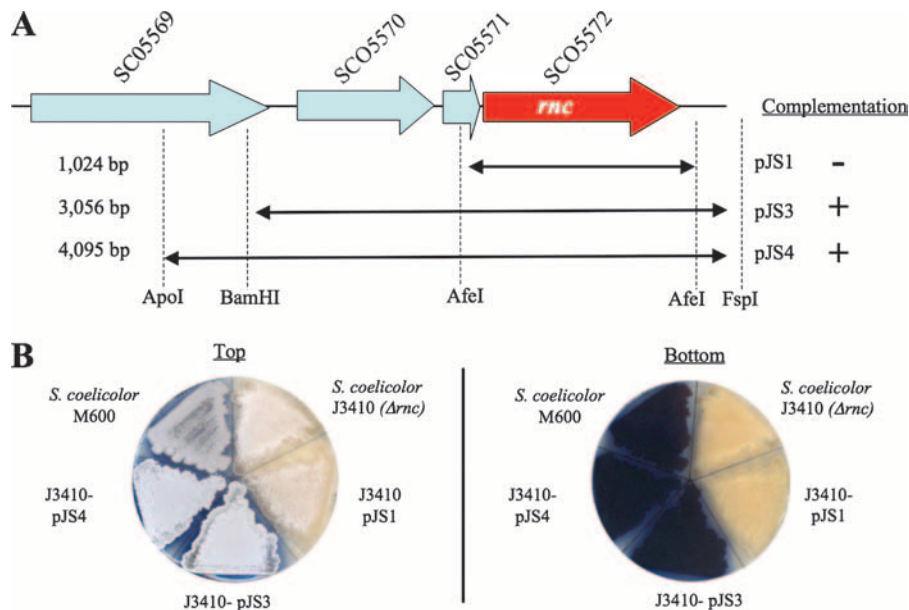 A
SC05569
SCO5570
SC05571
SCO5572
rnc
Complementation
1,024 bp
pJS1
-
3,056 bp
pJS3
+
4,095 bp
pJS4
+
ApoI
BamHI
AfeI
AfeI
FspI
B
Top
Bottom
S. coelicolor
M600
S. coelicolor
J3410 (Δrnc)
J3410-
pJS4
J3410
pJS1
J3410- pJS3
S. coelicolor
M600
S. coelicolor
J3410 (Δrnc)
J3410-
pJS4
J3410-
pJS1
J3410- pJS3